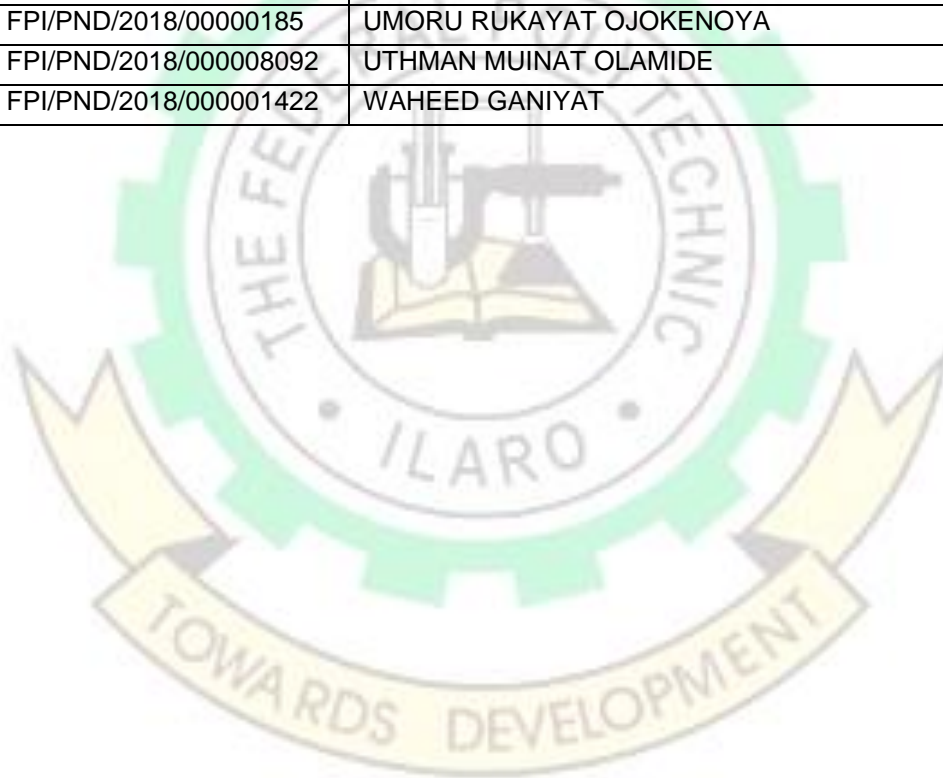 FPI/PND/2018/00000185 UMORU RUKAYAT OJOKENOYA
FPI/PND/2018/000008092 UTHMAN MUINAT OLAMIDE
FPI/PND/2018/000001422 WAHEED GANIYAT
THE FEDERAL POLYTECHNIC
• ILARO •
TOWARDS DEVELOPMENT